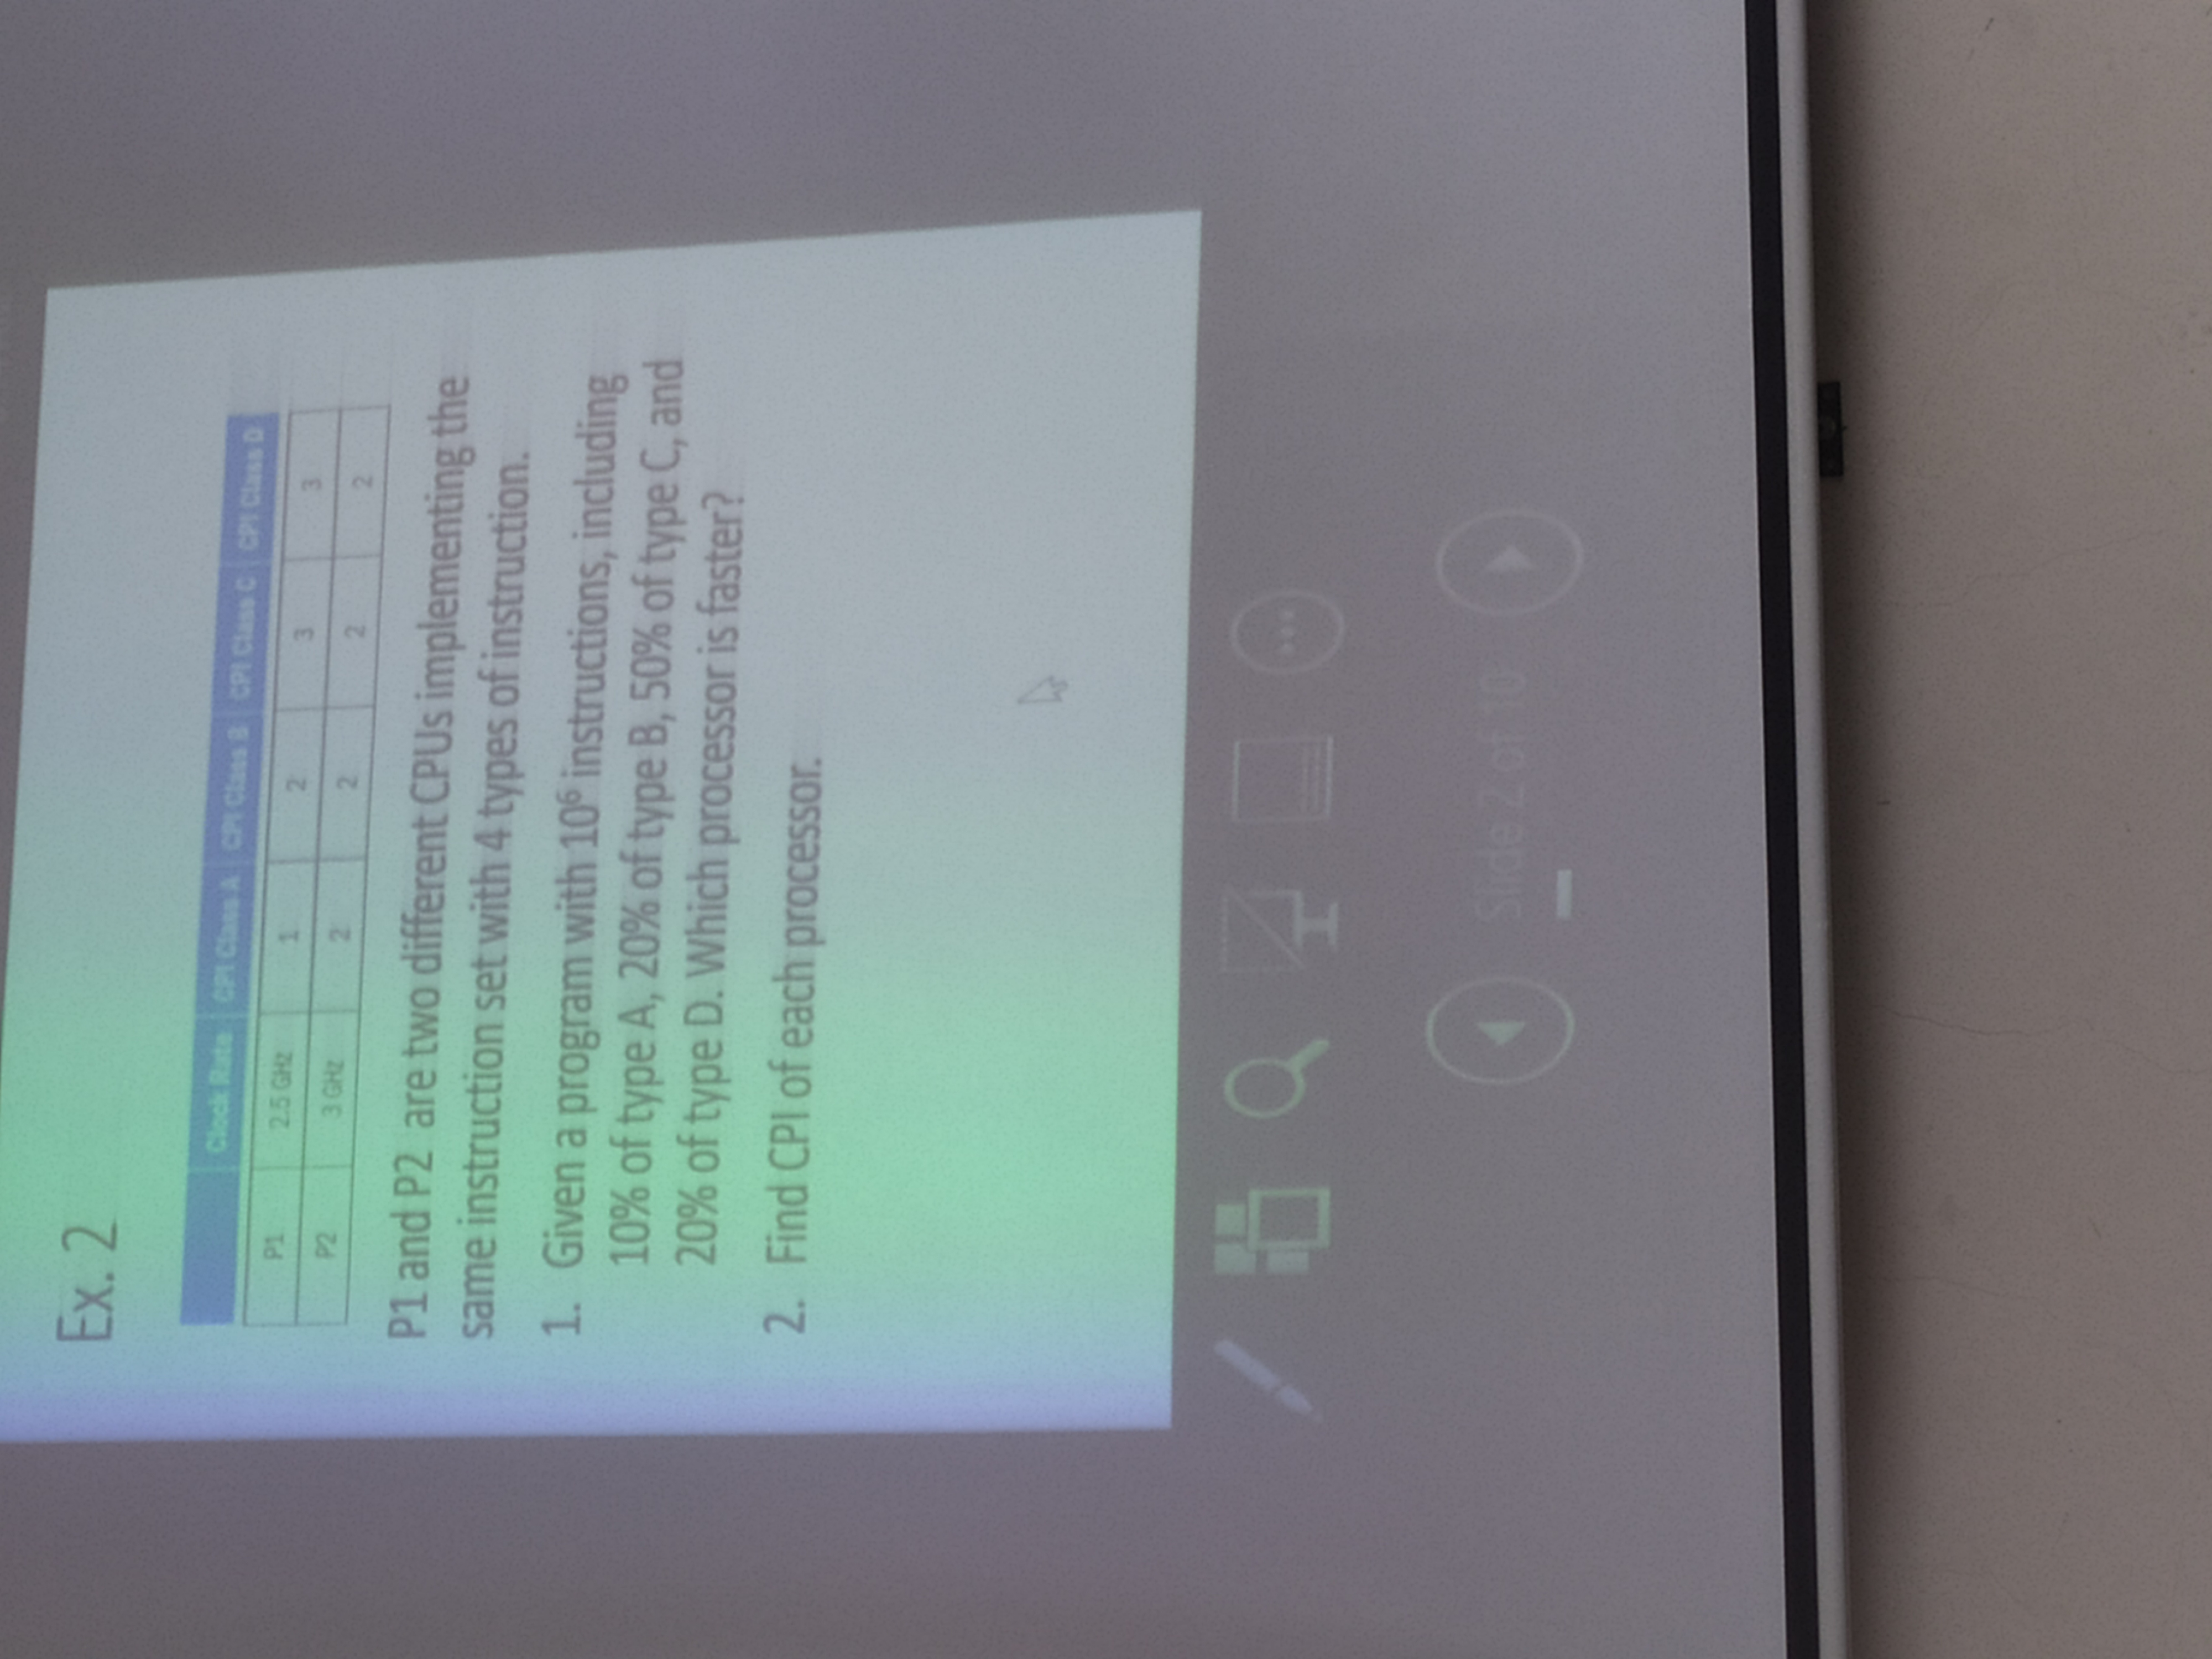 Ex. 2
Clock Rate CPI Class A CPI Class B CPI Class C CPI Class D
P1 2.5 GHz 1 2 3 3
P2 3 GHz 2 2 2 2
P1 and P2 are two different CPUs implementing the
same instruction set with 4 types of instruction.
1. Given a program with 10⁶ instructions, including
10% of type A, 20% of type B, 50% of type C, and
20% of type D. Which processor is faster?
2. Find CPI of each processor.
Slide 2 of 10